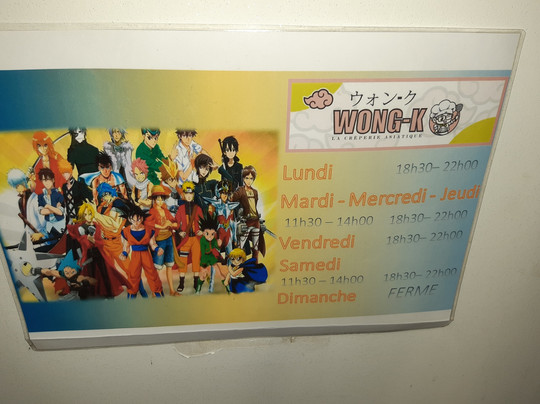 ウォン-ク
WONG-K
LA CRÊPERIE ASIATIQUE
Lundi 18h30 – 22h00
Mardi - Mercredi - Jeudi
11h30 – 14h00 18h30 – 22h00
Vendredi 18h30 – 22h00
Samedi
11h30 – 14h00 18h30 – 22h00
Dimanche FERME